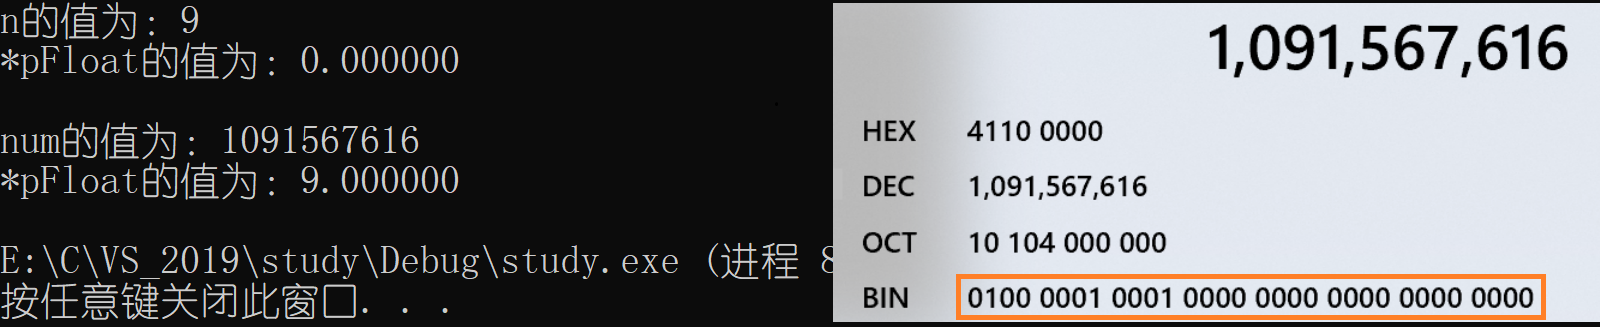 n的值为: 9
*pFloat的值为: 0.000000
num的值为: 1091567616
*pFloat的值为: 9.000000
E:\C\VS_2019\study\Debug\study.exe (进程 8
按任意键关闭此窗口. . .
1,091,567,616
HEX 4110 0000
DEC 1,091,567,616
OCT 10 104 000 000
BIN 0100 0001 0001 0000 0000 0000 0000 0000